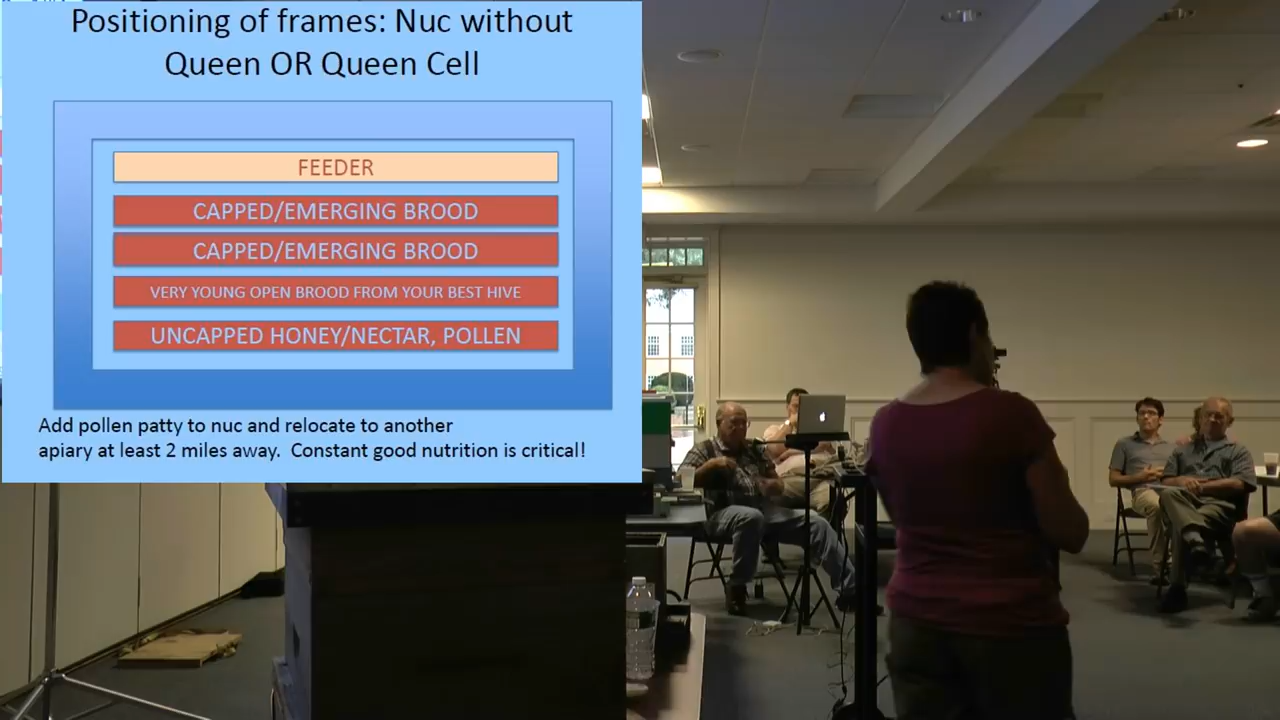 Positioning of frames: Nuc without
Queen OR Queen Cell
FEEDER
CAPPED/EMERGING BROOD
CAPPED/EMERGING BROOD
VERY YOUNG OPEN BROOD FROM YOUR BEST HIVE
UNCAPPED HONEY/NECTAR, POLLEN
Add pollen patty to nuc and relocate to another
apiary at least 2 miles away.  Constant good nutrition is critical!